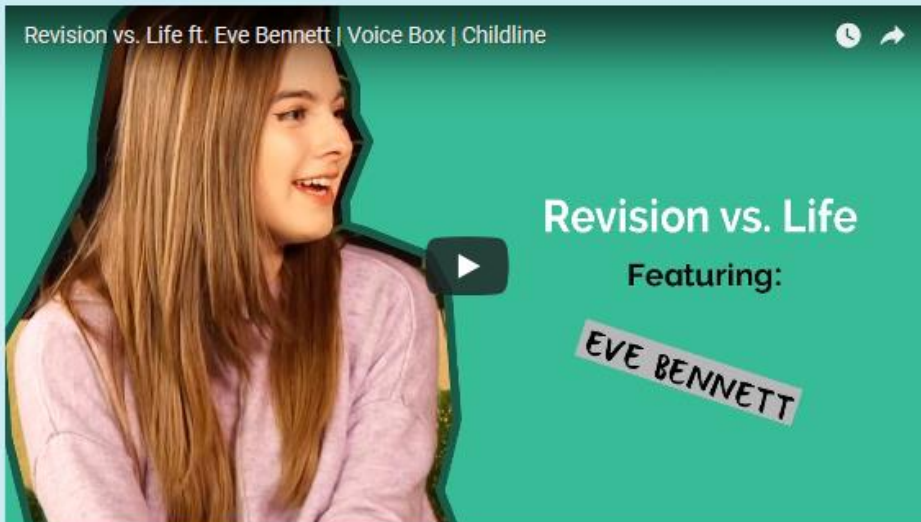 Revision vs. Life ft. Eve Bennett | Voice Box | Childline
Revision vs. Life
Featuring:
EVE BENNETT